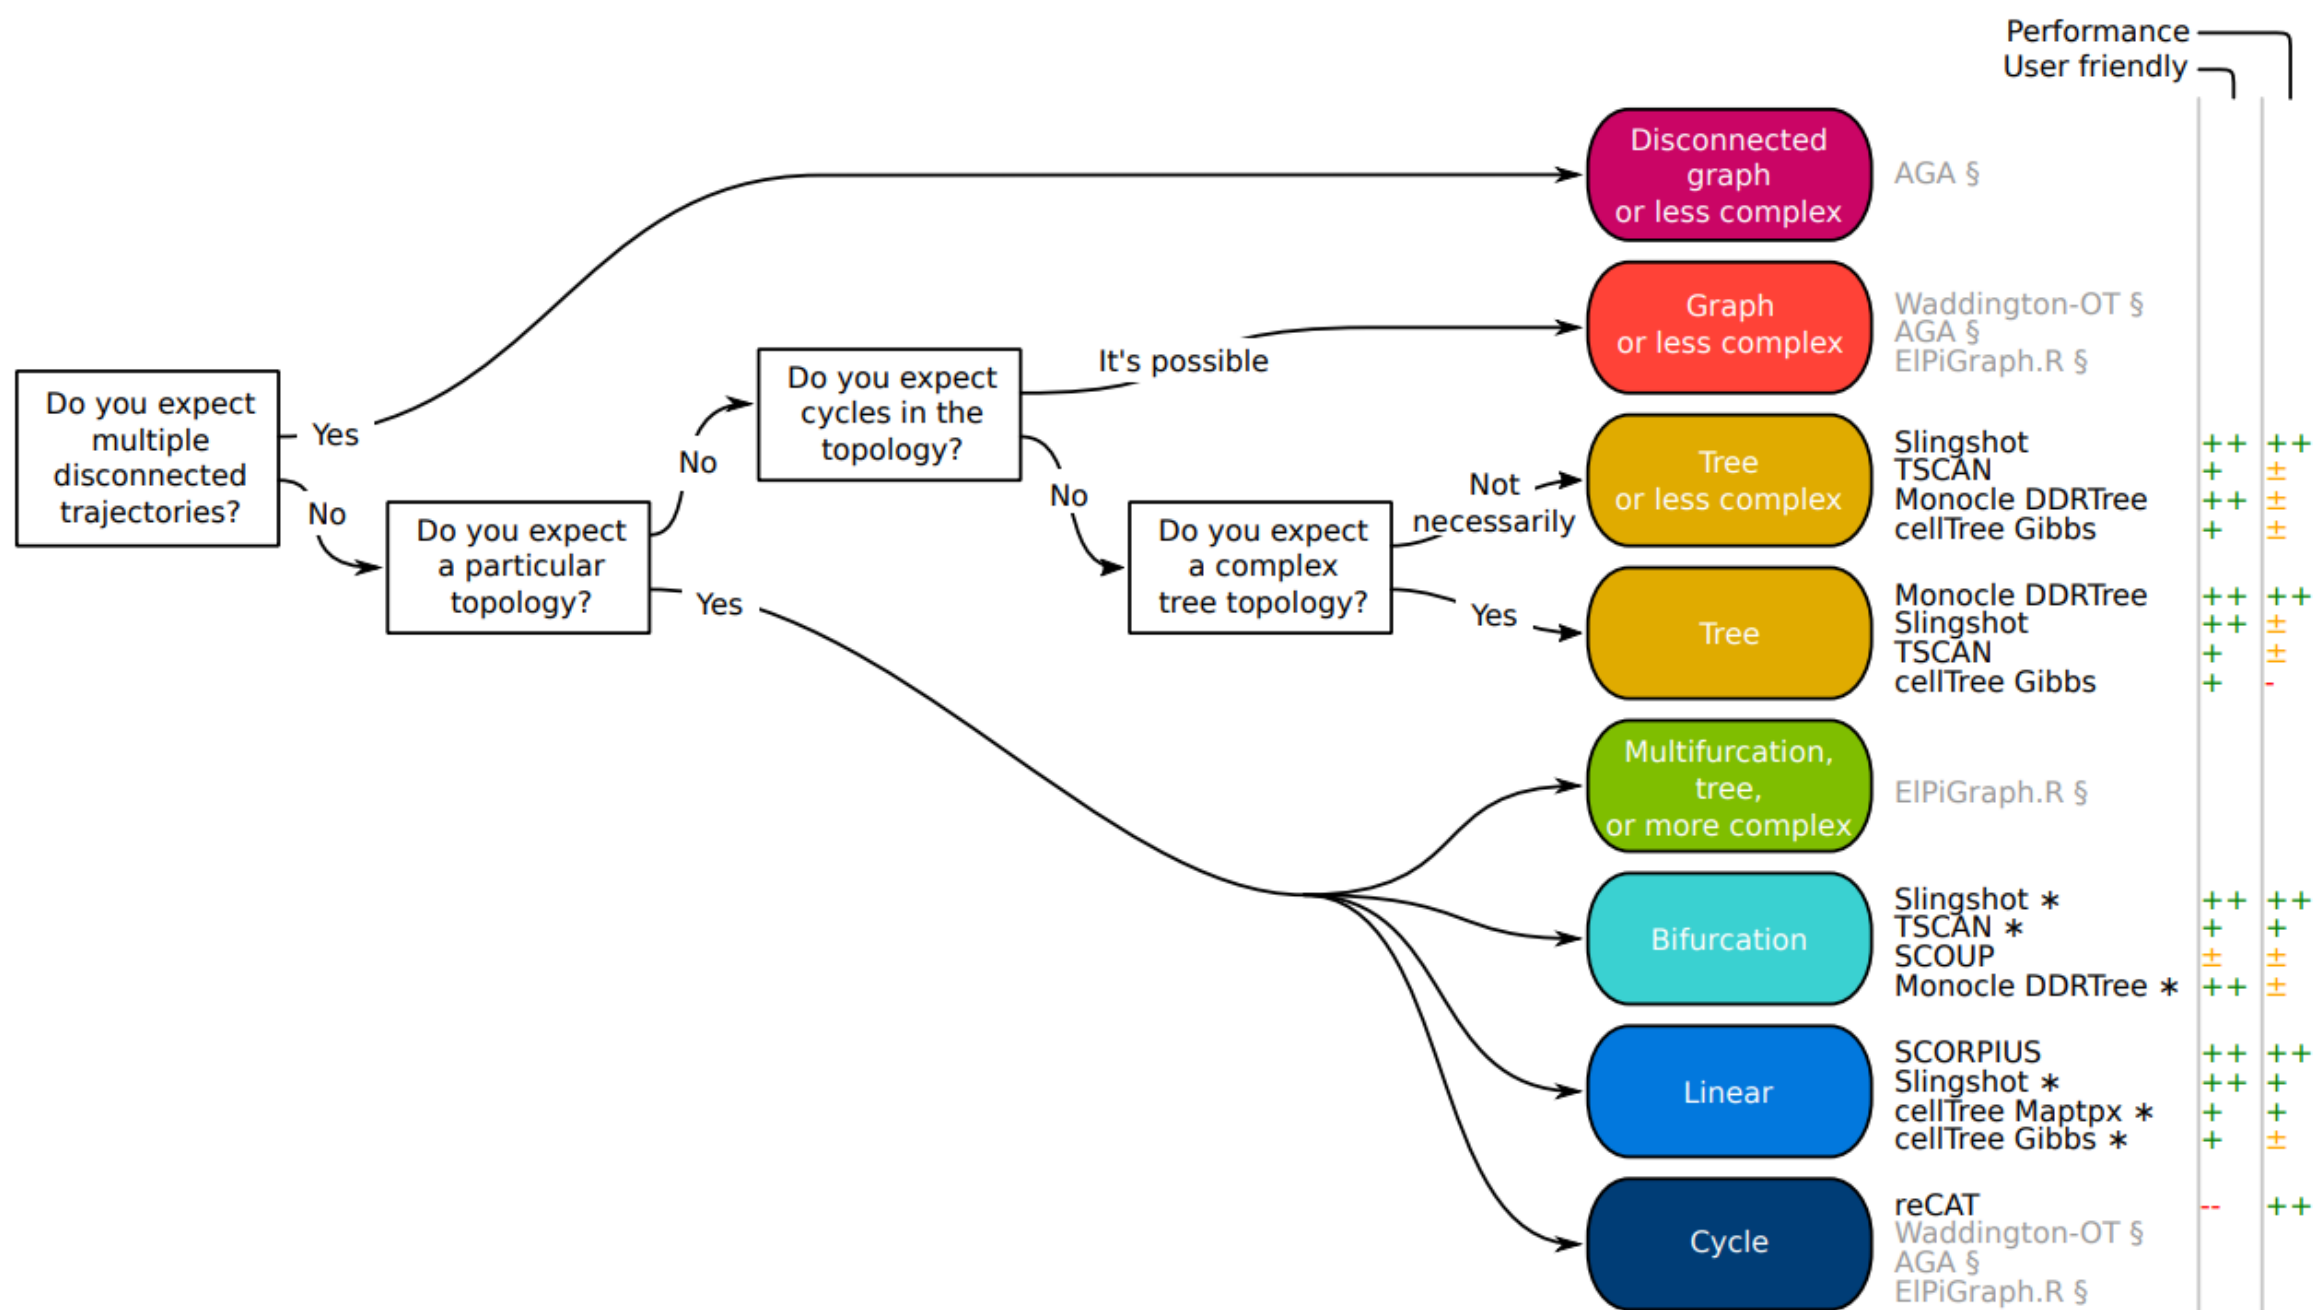 Performance
User friendly
Do you expect
multiple
disconnected
trajectories?
Yes
No
Do you expect
a particular
topology?
No
Yes
Do you expect
cycles in the
topology?
It's possible
No
Do you expect
a complex
tree topology?
Not
necessarily
Yes
Disconnected
graph
or less complex
AGA §
Graph
or less complex
Waddington-OT §
AGA §
ElPiGraph.R §
Tree
or less complex
Slingshot ++ ++
TSCAN + ±
Monocle DDRTree ++ ±
cellTree Gibbs + ±
Tree
Monocle DDRTree ++ ++
Slingshot ++ ±
TSCAN + ±
cellTree Gibbs + -
Multifurcation,
tree,
or more complex
ElPiGraph.R §
Bifurcation
Slingshot ∗ ++ ++
TSCAN ∗ + +
SCOUP ± ±
Monocle DDRTree ∗ ++ ±
Linear
SCORPIUS ++ ++
Slingshot ∗ ++ +
cellTree Maptpx ∗ + +
cellTree Gibbs ∗ + ±
Cycle
reCAT -- ++
Waddington-OT §
AGA §
ElPiGraph.R §